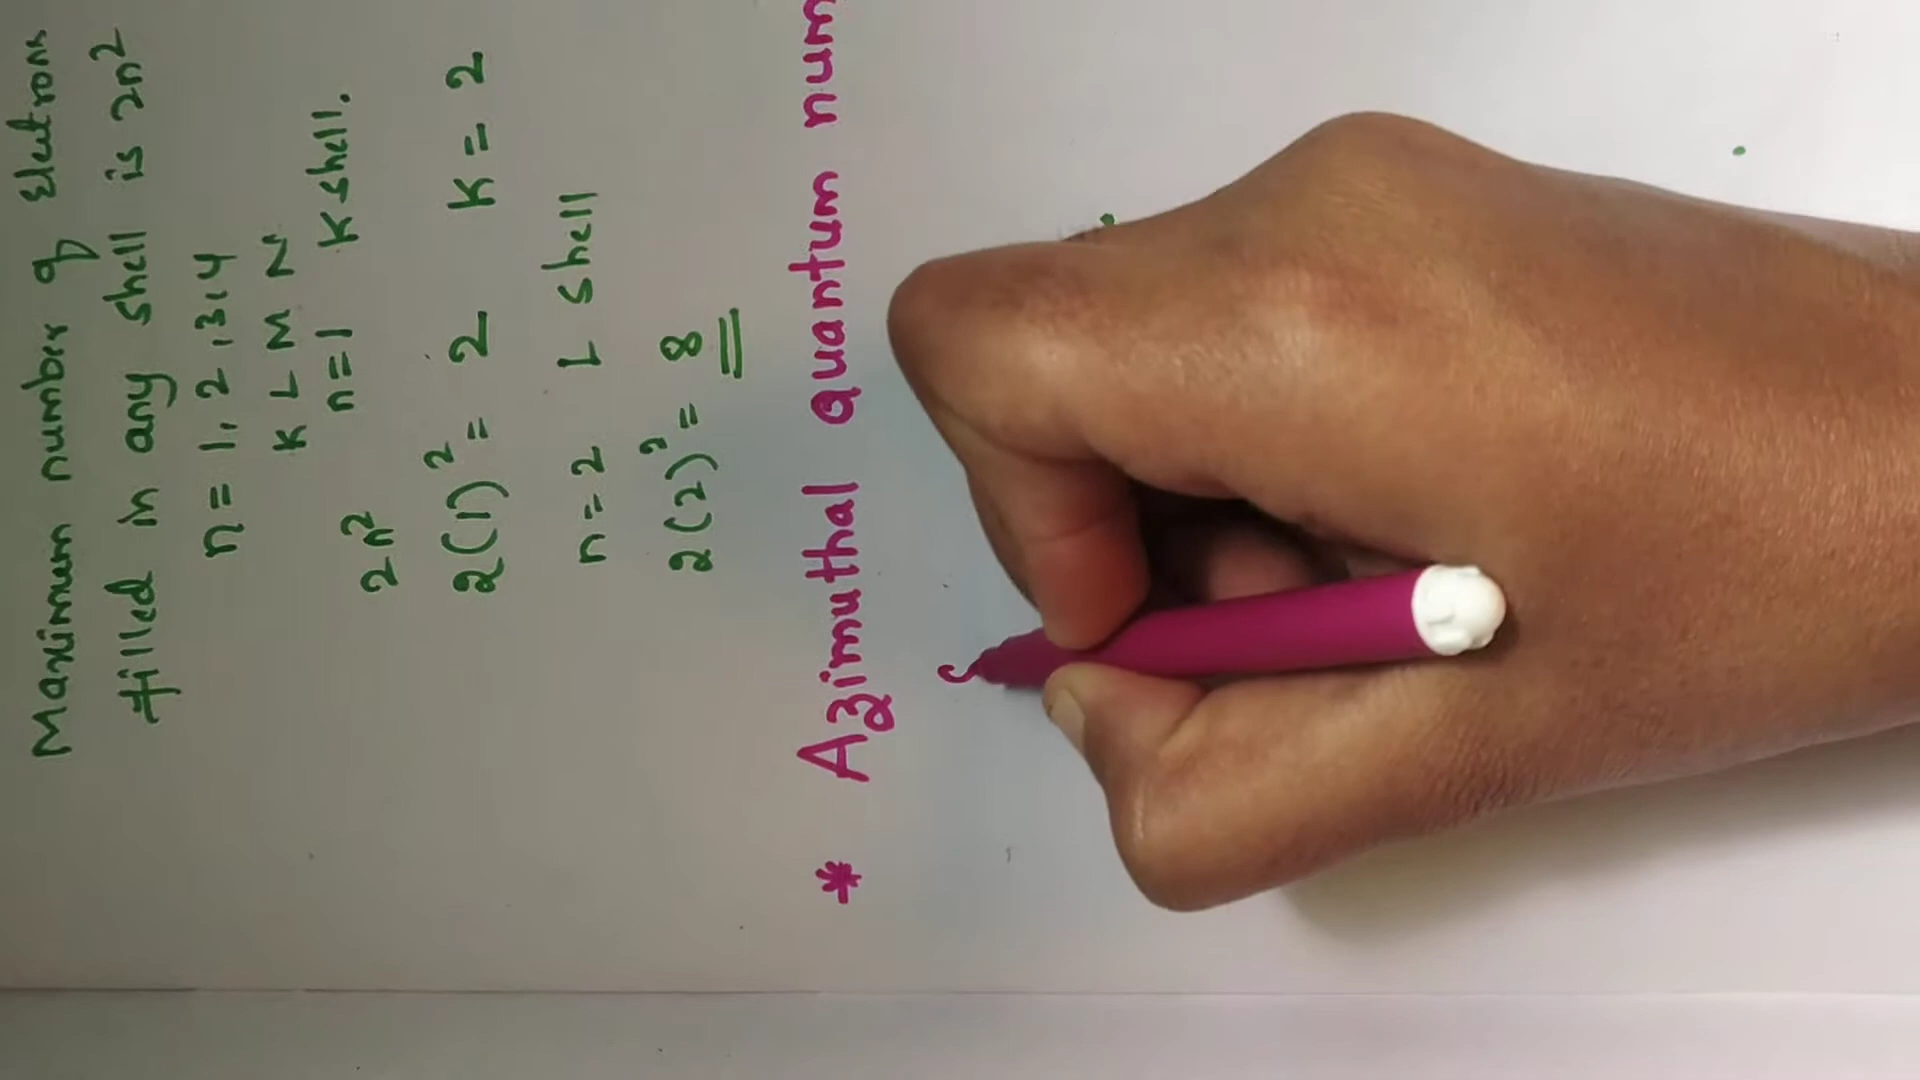 Maximum number of Electrons
filled in any shell is 2n²
n = 1, 2, 3, 4
K L M N
n=1 K shell.
2n²
2(1)² = 2 K = 2
n=2 L shell
2(2)² = 8
* Azimuthal quantum num